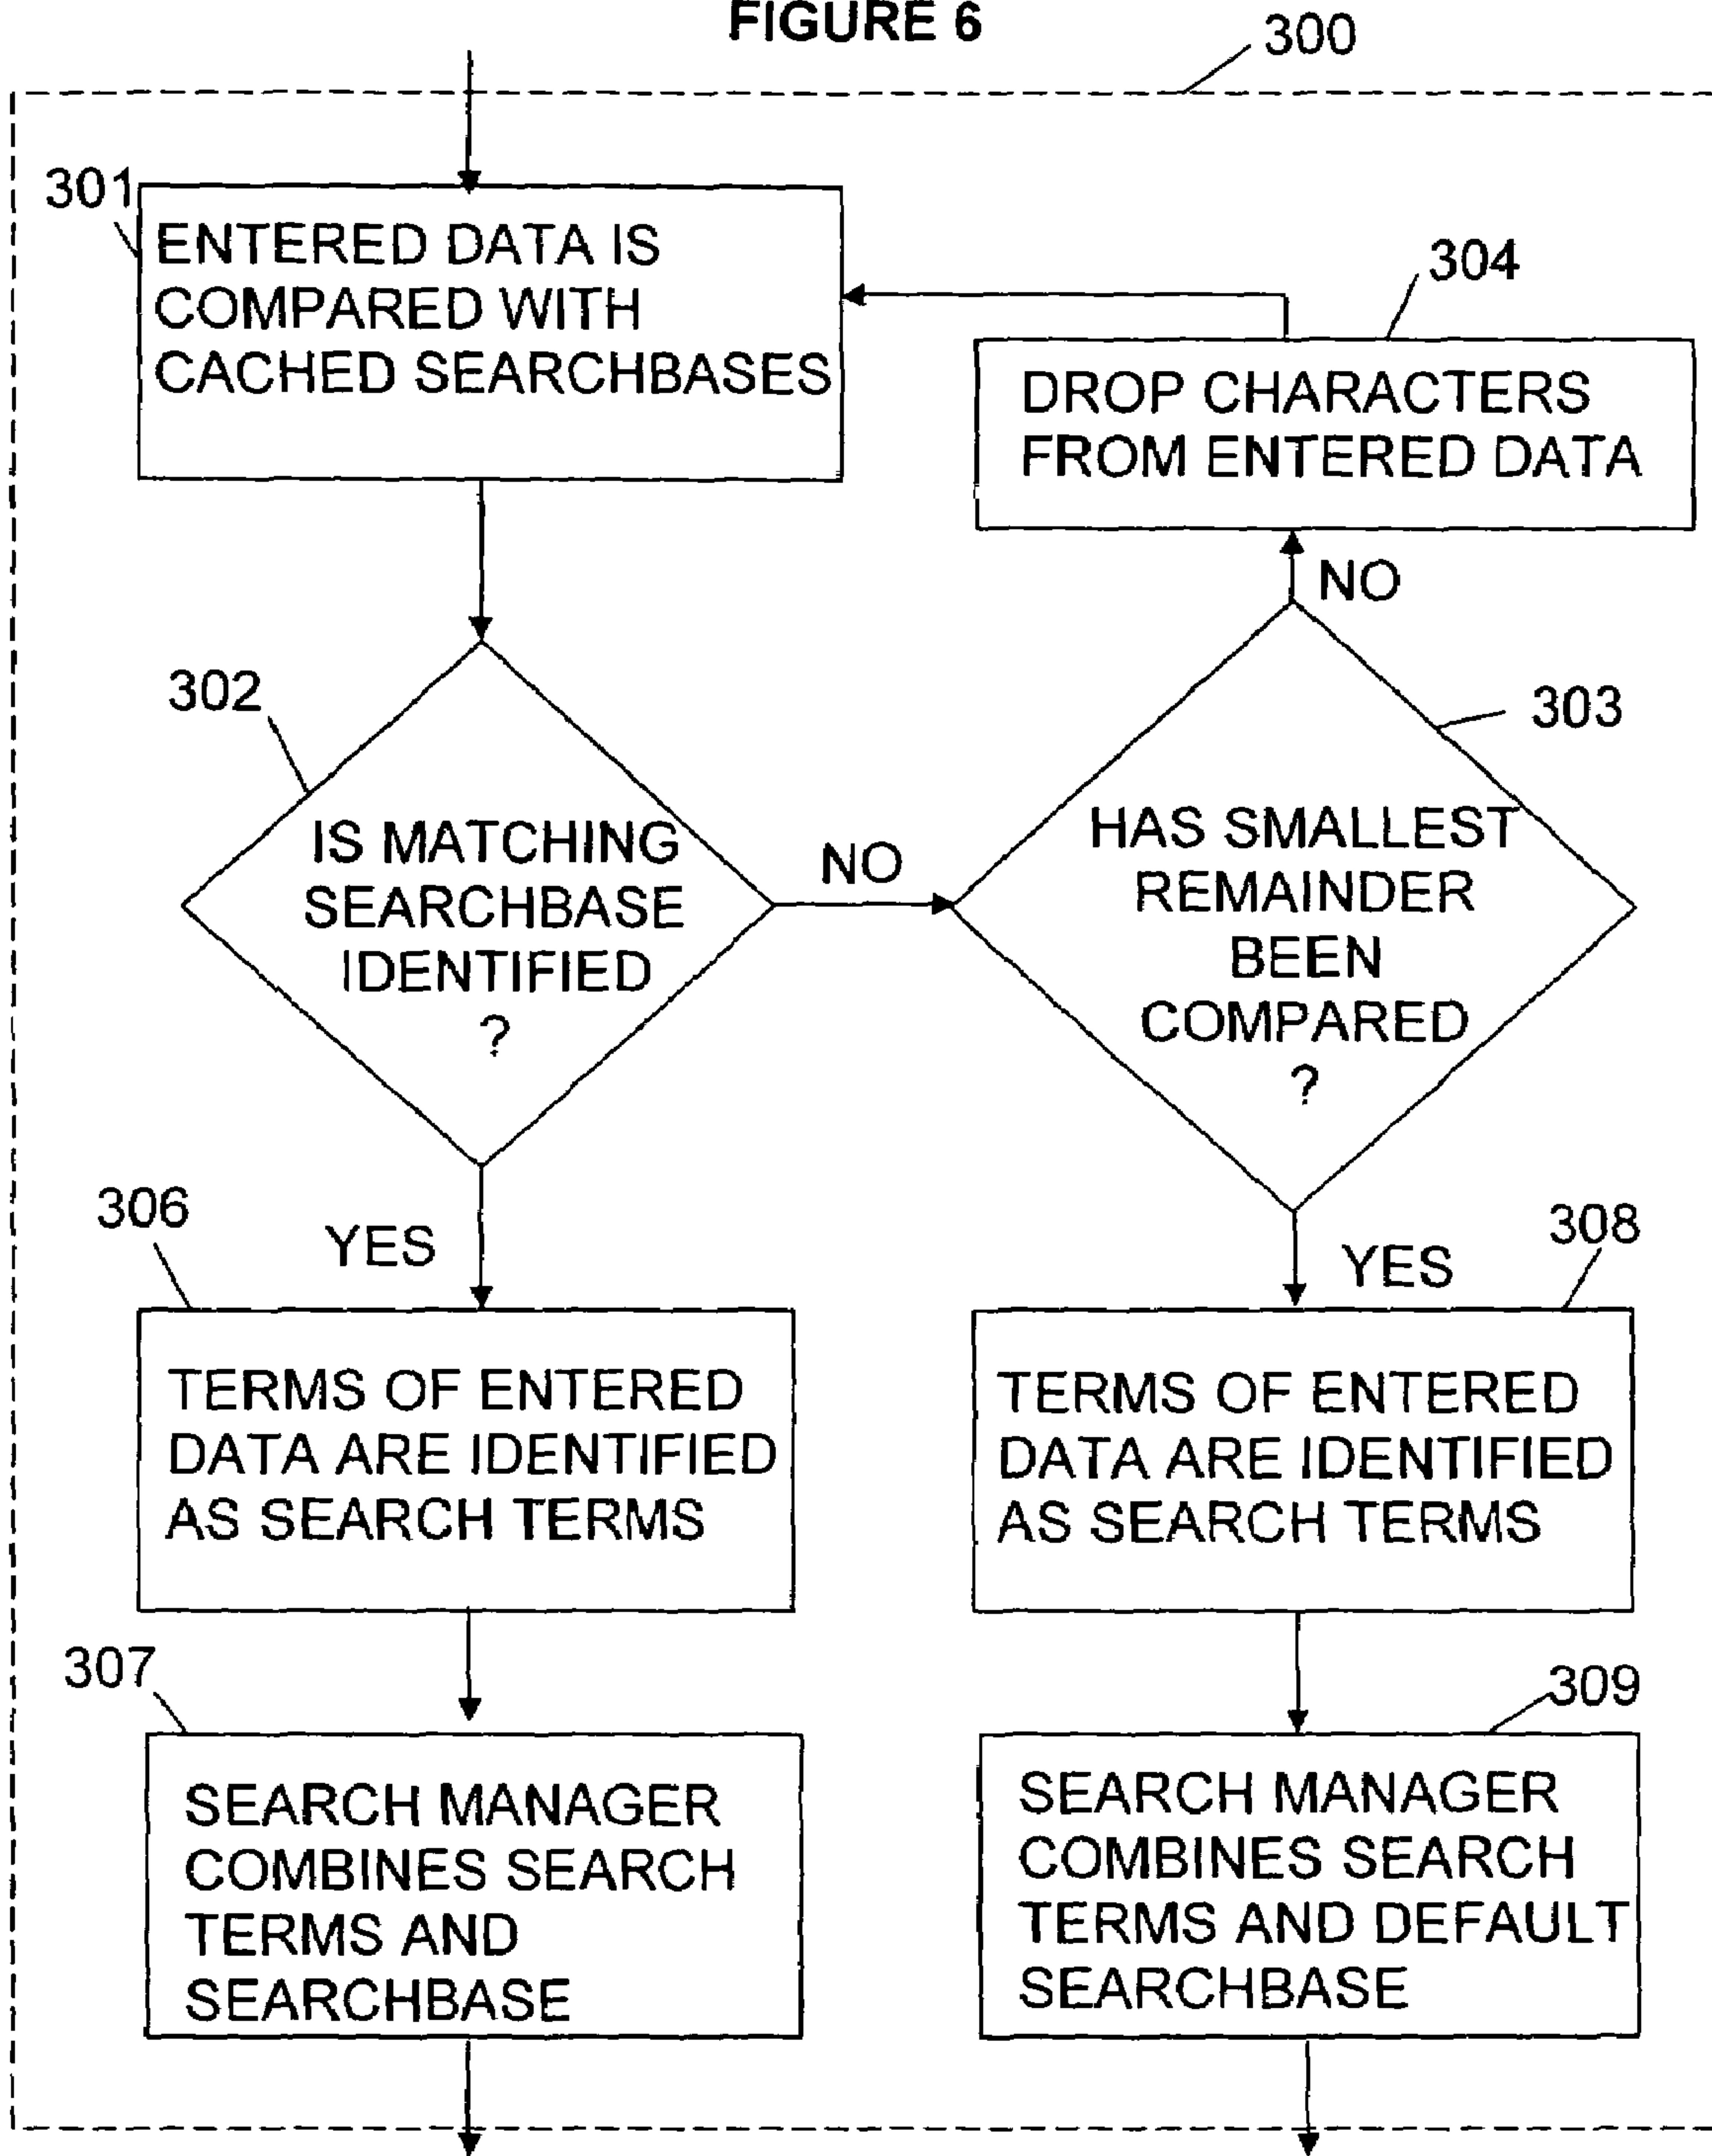 FIGURE 6
300
301
ENTERED DATA IS
COMPARED WITH
CACHED SEARCHBASES
304
DROP CHARACTERS
FROM ENTERED DATA
NO
302
IS MATCHING
SEARCHBASE
IDENTIFIED
?
NO
303
HAS SMALLEST
REMAINDER
BEEN
COMPARED
?
306
YES
TERMS OF ENTERED
DATA ARE IDENTIFIED
AS SEARCH TERMS
308
YES
TERMS OF ENTERED
DATA ARE IDENTIFIED
AS SEARCH TERMS
307
SEARCH MANAGER
COMBINES SEARCH
TERMS AND
SEARCHBASE
309
SEARCH MANAGER
COMBINES SEARCH
TERMS AND DEFAULT
SEARCHBASE